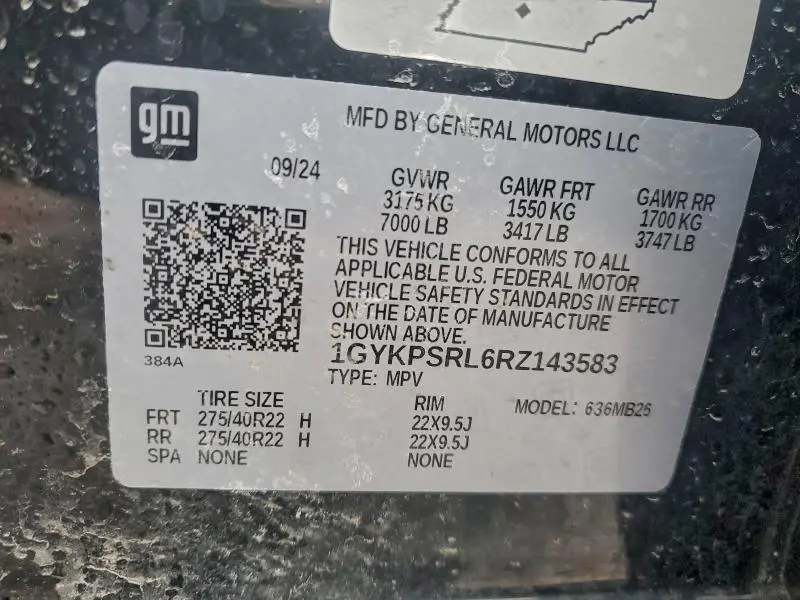 gm
MFD BY GENERAL MOTORS LLC
09/24
GVWR
3175 KG
7000 LB
GAWR FRT
1550 KG
3417 LB
GAWR RR
1700 KG
3747 LB
THIS VEHICLE CONFORMS TO ALL
APPLICABLE U.S. FEDERAL MOTOR
VEHICLE SAFETY STANDARDS IN EFFECT
ON THE DATE OF MANUFACTURE
SHOWN ABOVE.
384A
1GYKPSRL6RZ143583
TYPE: MPV
TIRE SIZE RIM MODEL: 636MB26
FRT 275/40R22 H 22X9.5J
RR 275/40R22 H 22X9.5J
SPA NONE NONE